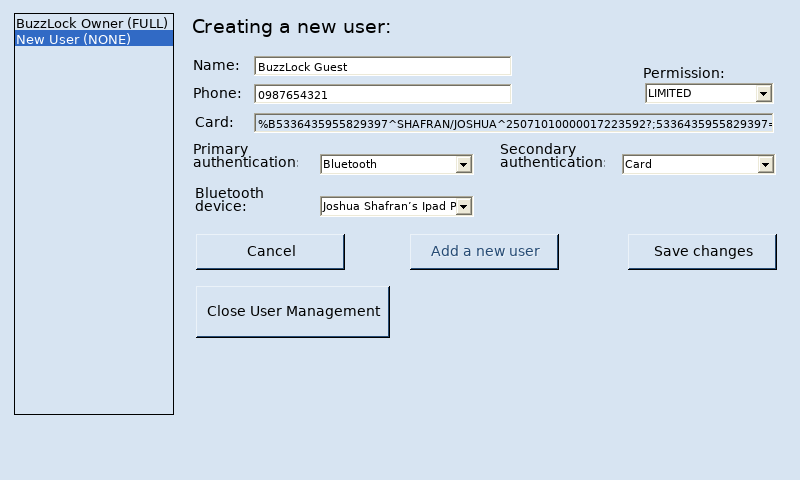 BuzzLock Owner (FULL)
New User (NONE)
Creating a new user:
Name:
BuzzLock Guest
Permission:
Phone:
0987654321
LIMITED
Card:
%B5336435955829397^SHAFRAN/JOSHUA^25071010000017223592?;5336435955829397=
Primary
authentication:
Bluetooth
Secondary
authentication:
Card
Bluetooth
device:
Joshua Shafran's Ipad P
Cancel
Add a new user
Save changes
Close User Management